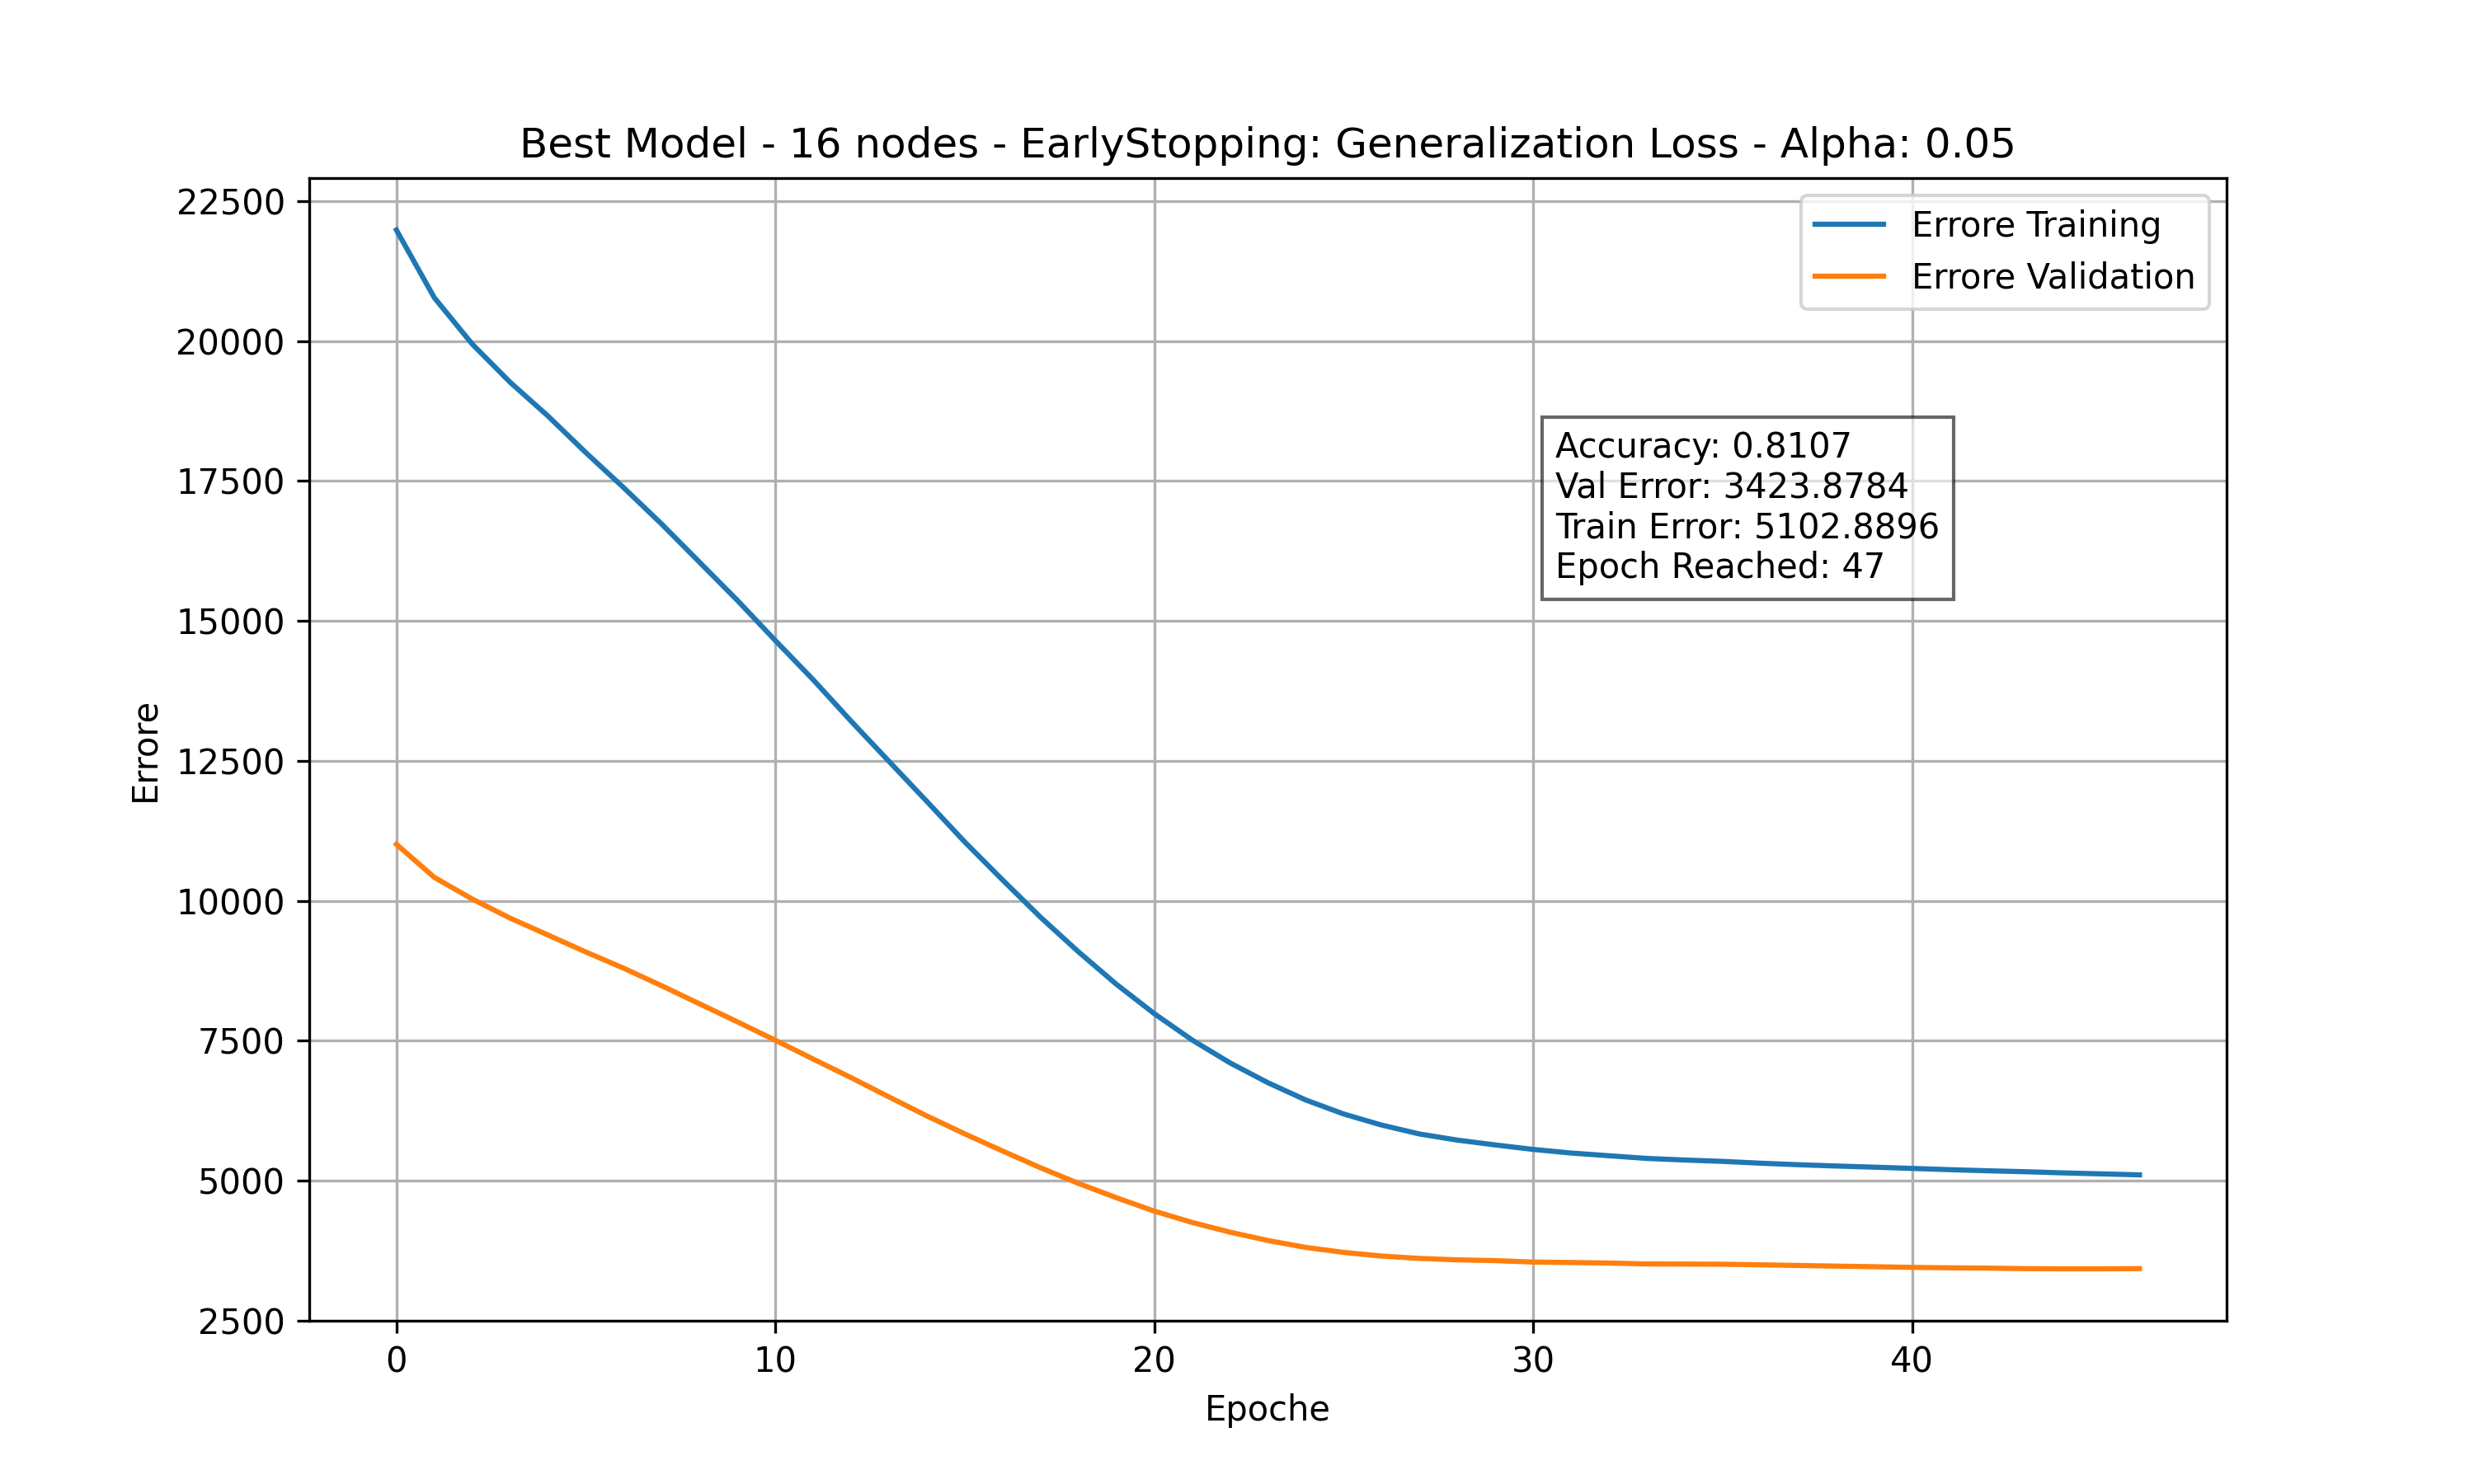 Best Model - 16 nodes - EarlyStopping: Generalization Loss - Alpha: 0.05
Errore Training
Errore Validation
Accuracy: 0.8107
Val Error: 3423.8784
Train Error: 5102.8896
Epoch Reached: 47
Errore
22500
20000
17500
15000
12500
10000
7500
5000
2500
0
10
20
30
40
Epoche